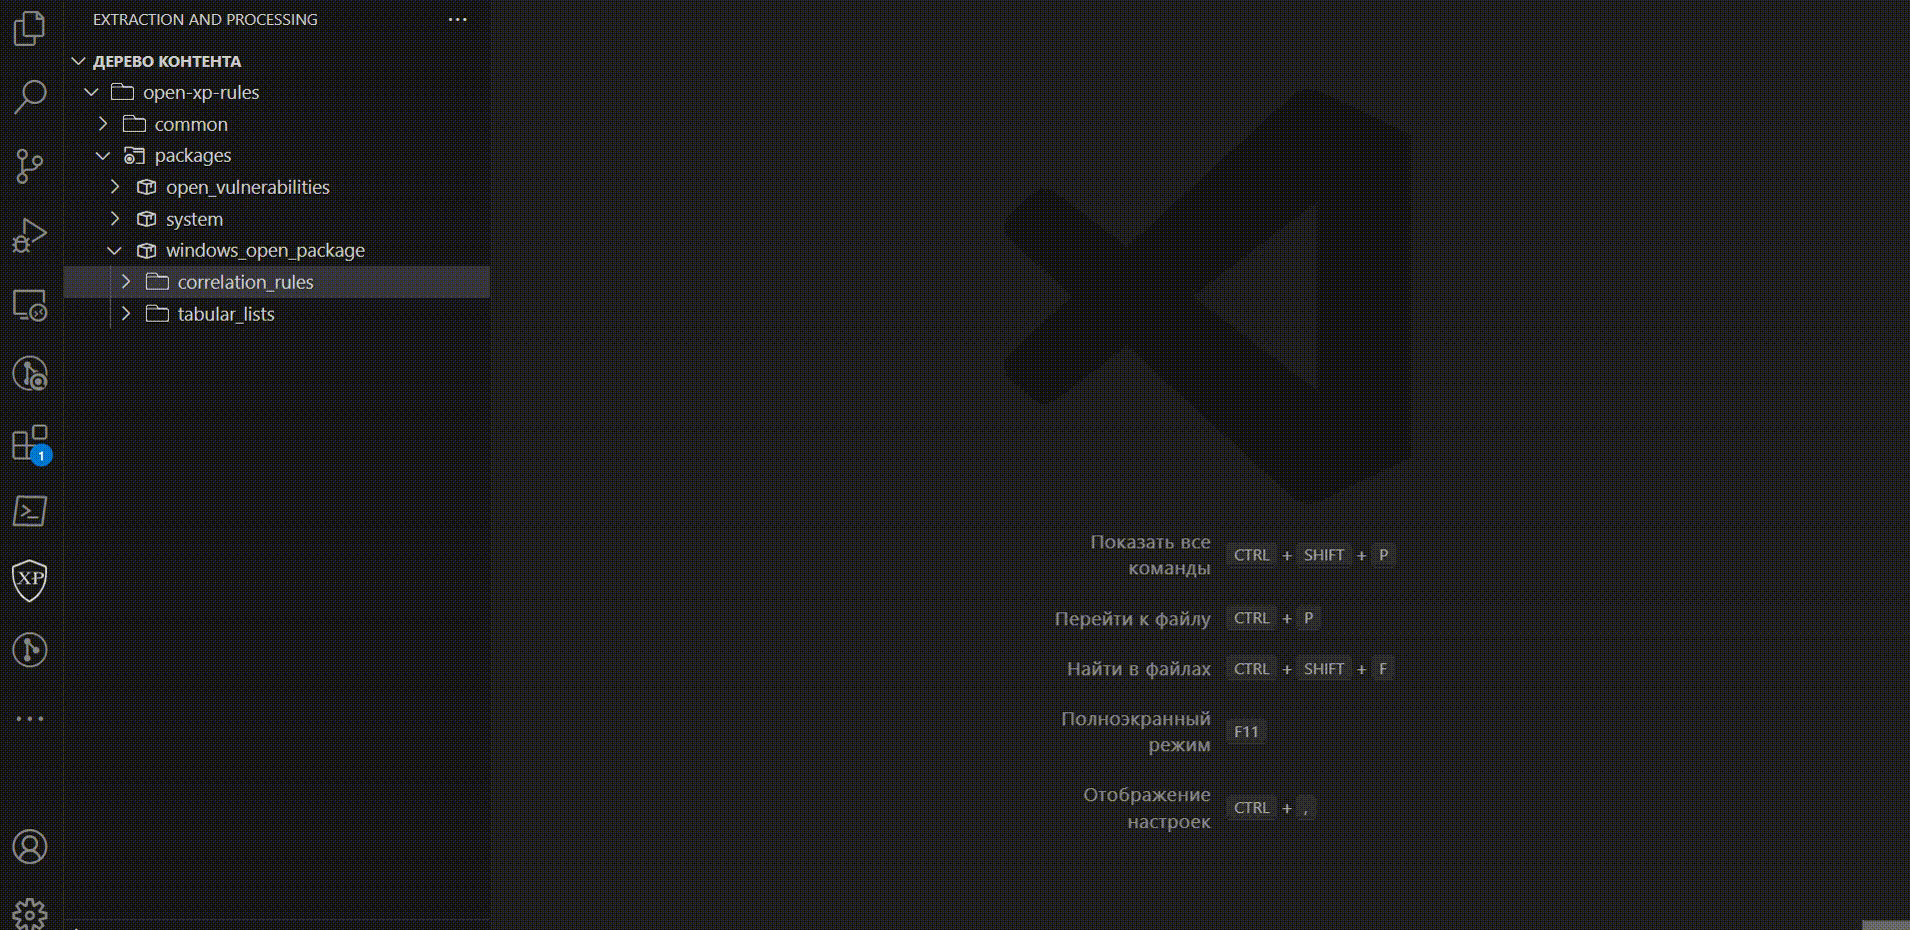 EXTRACTION AND PROCESSING
ДЕРЕВО КОНТЕНТА
open-xp-rules
common
packages
open_vulnerabilities
system
windows_open_package
correlation_rules
tabular_lists
1
XP
Показать все
команды
CTRL + SHIFT + P
Перейти к файлу CTRL + P
Найти в файлах CTRL + SHIFT + F
Полноэкранный
режим
F11
Отображение
настроек
CTRL + ,